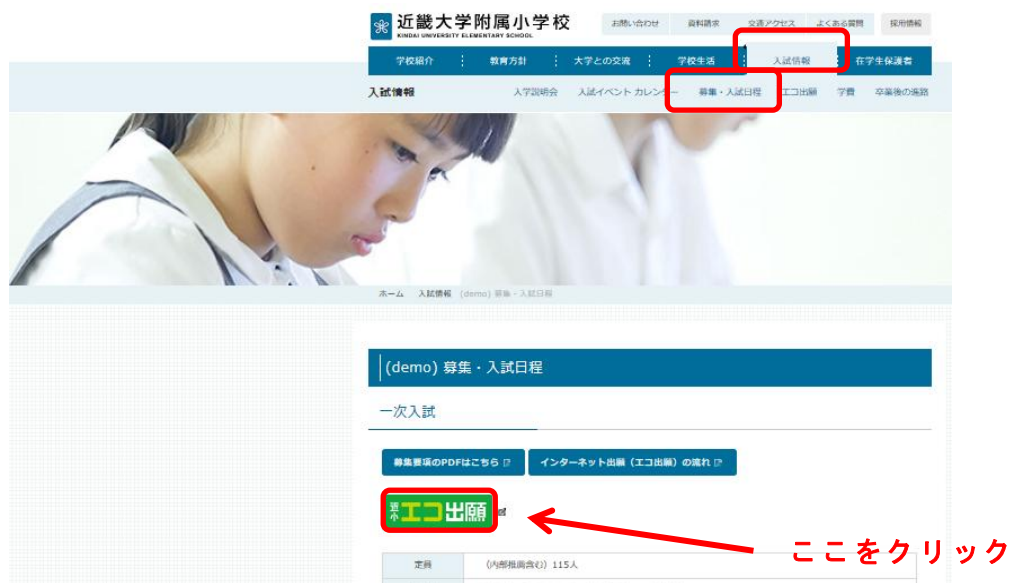 近畿大学附属小学校
KINDAI UNIVERSITY ELEMENTARY SCHOOL
お問い合わせ 資料請求 交通アクセス よくある質問 採用情報
学校紹介 教育方針 大学との交流 学校生活 入試情報 在学生保護者
入試情報 入学説明会 入試イベント カレンダー 募集・入試日程 エコ出願 学費 卒業後の進路
ホーム 入試情報 (demo) 募集・入試日程
(demo) 募集・入試日程
一次入試
募集要項のPDFはこちら インターネット出願（エコ出願）の流れ
近小エコ出願
ここをクリック
定員 (内部推薦含む) 115人